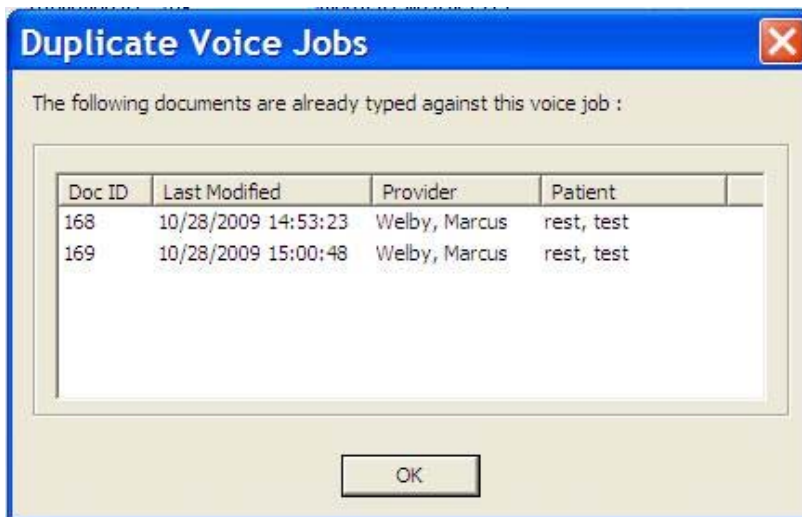 Duplicate Voice Jobs
The following documents are already typed against this voice job :
Doc ID Last Modified Provider Patient
168 10/28/2009 14:53:23 Welby, Marcus rest, test
169 10/28/2009 15:00:48 Welby, Marcus rest, test
OK